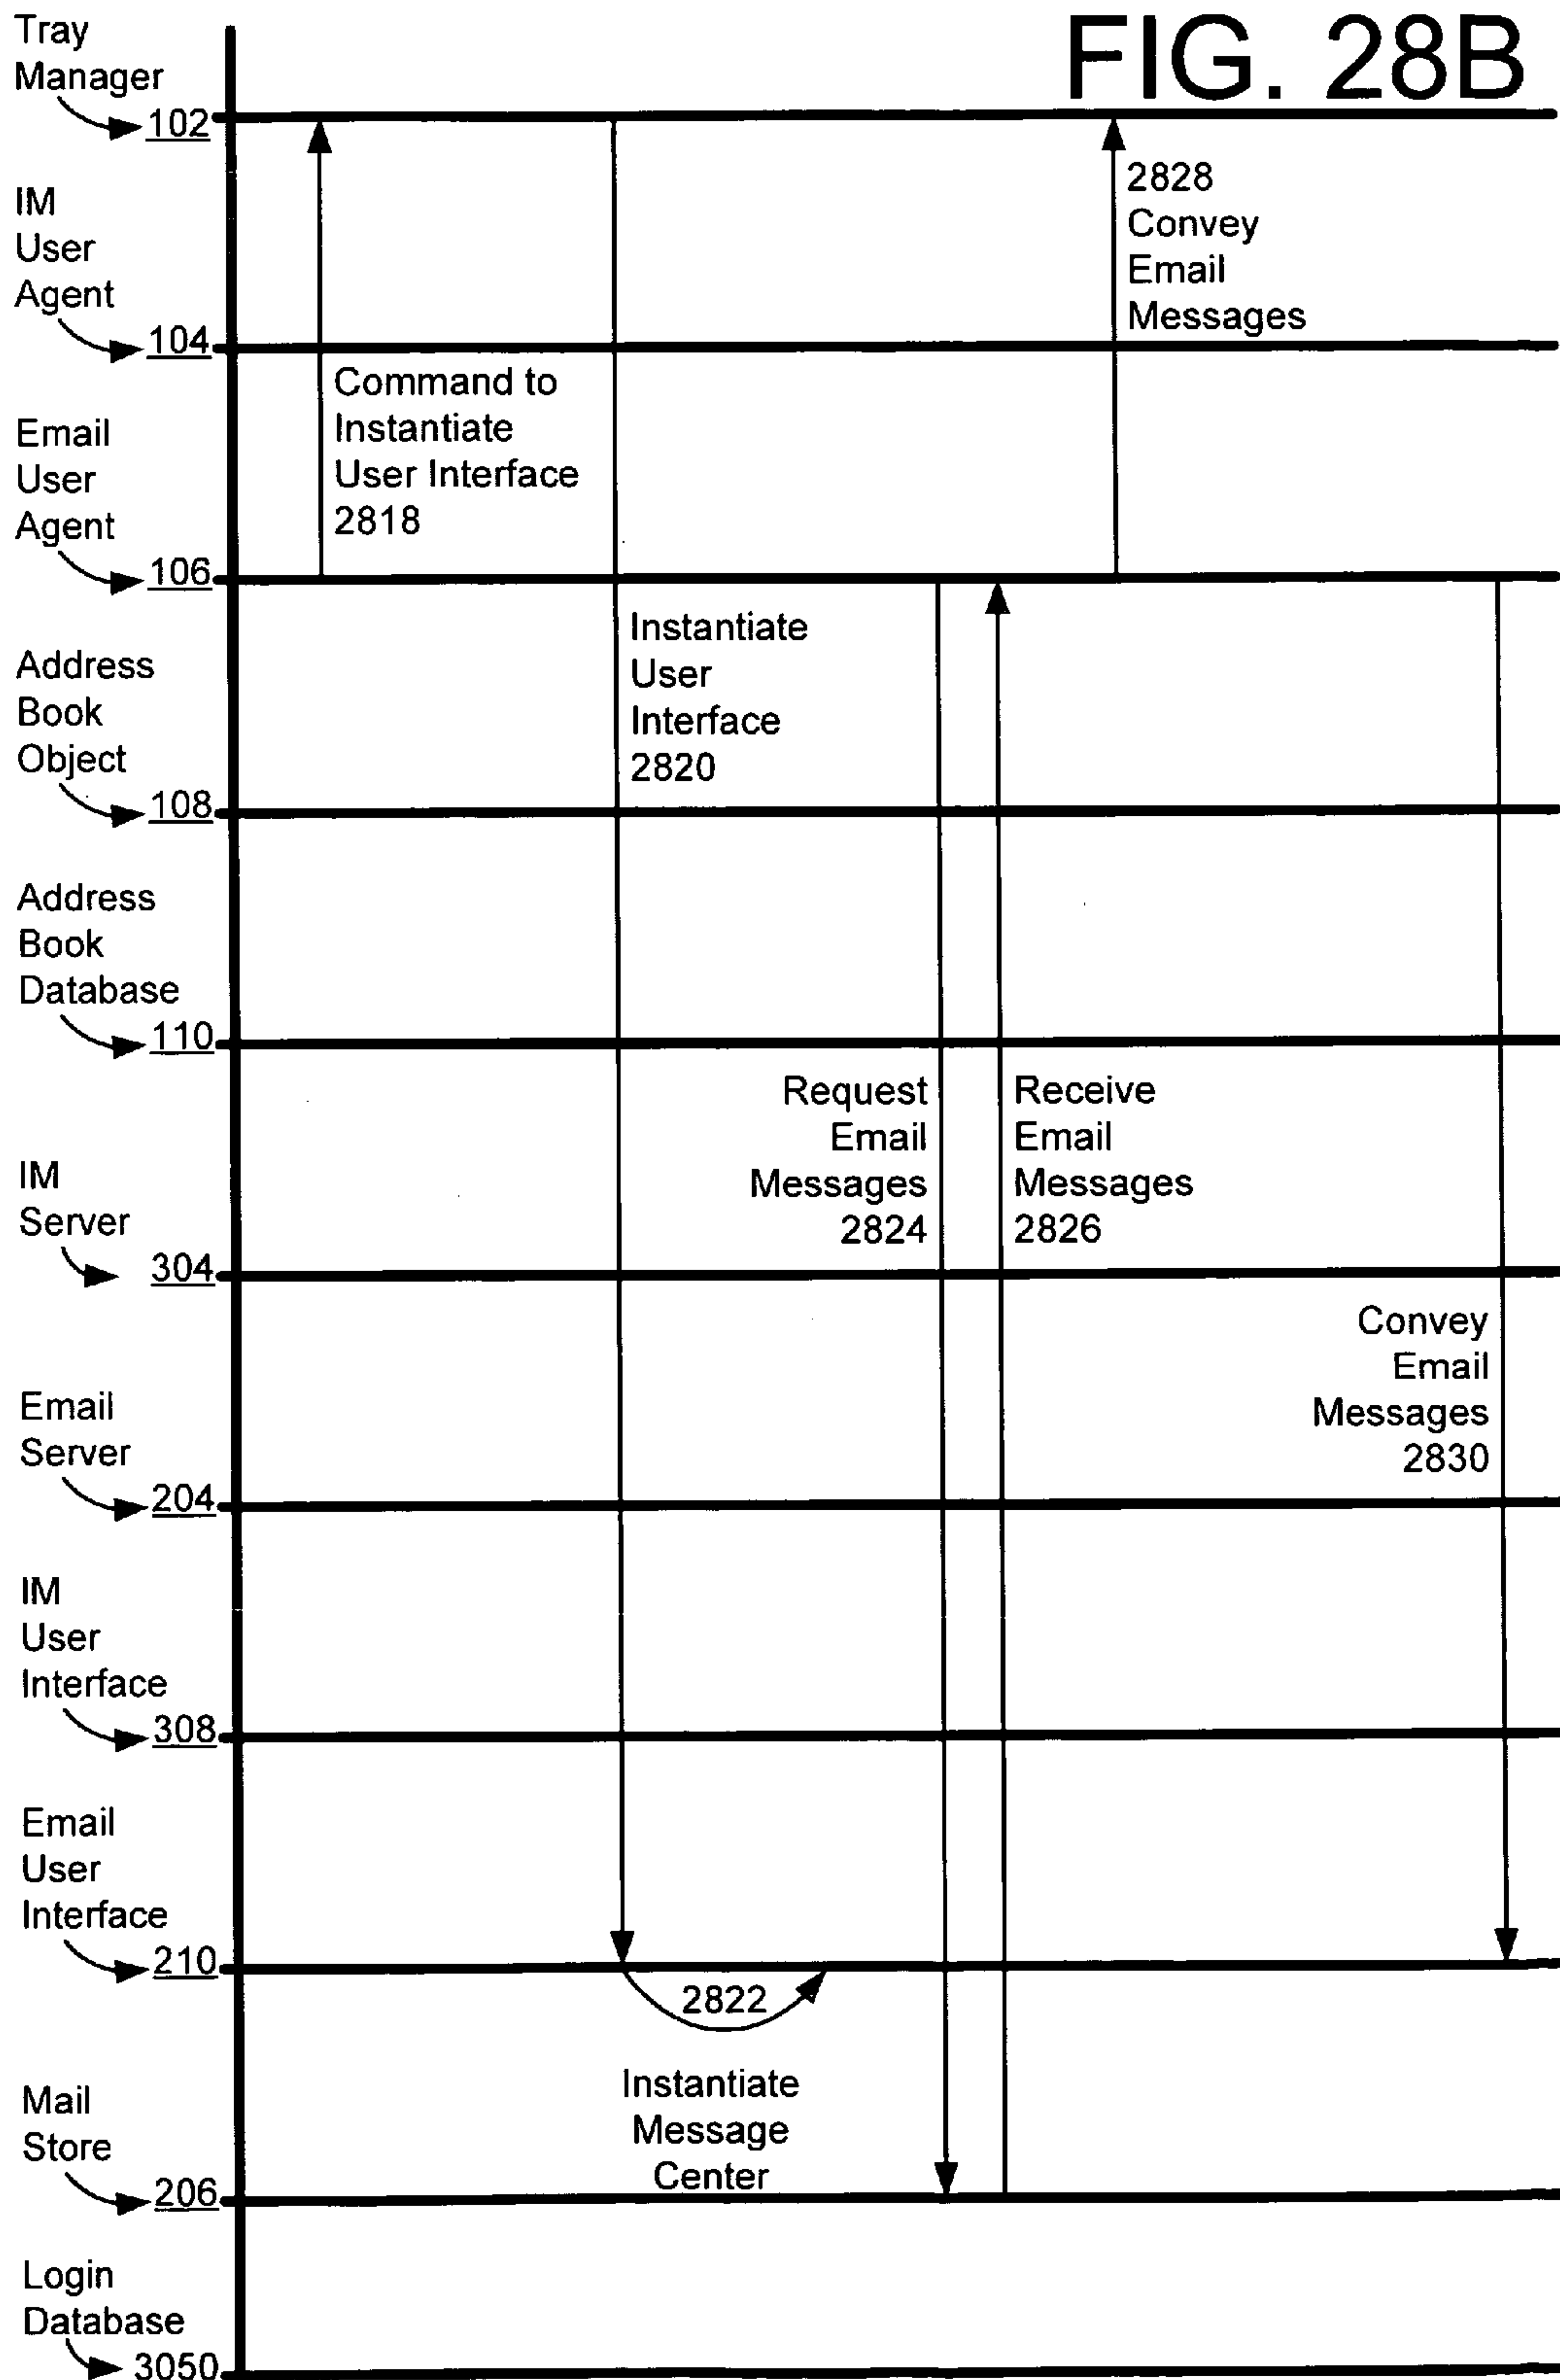 FIG. 28B
Tray
Manager
102
IM
User
Agent
104
Email
User
Agent
106
Address
Book
Object
108
Address
Book
Database
110
IM
Server
304
Email
Server
204
IM
User
Interface
308
Email
User
Interface
210
Mail
Store
206
Login
Database
3050
Command to
Instantiate
User Interface
2818
2828
Convey
Email
Messages
Instantiate
User
Interface
2820
Request
Email
Messages
2824
Receive
Email
Messages
2826
Convey
Email
Messages
2830
2822
Instantiate
Message
Center